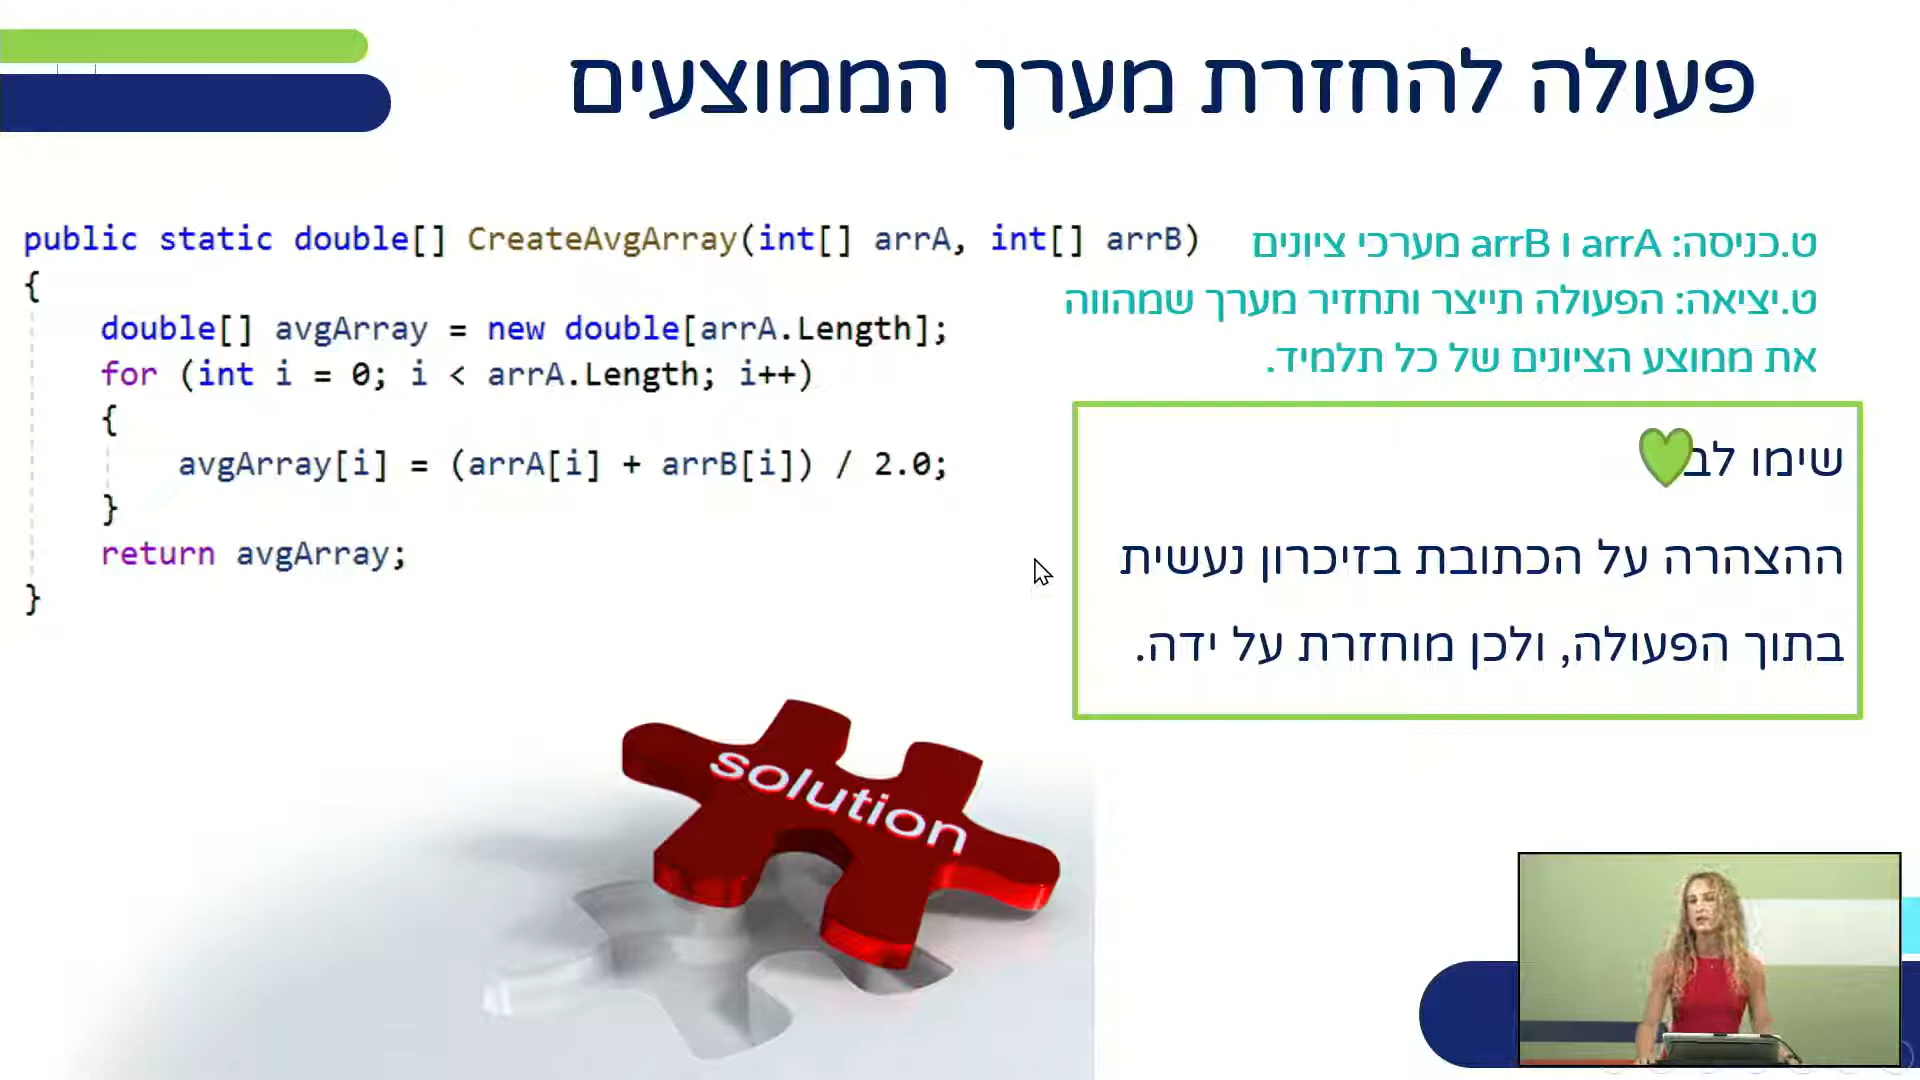 פעולה להחזרת מערך הממוצעים
public static double[] CreateAvgArray(int[] arrA, int[] arrB)
{
double[] avgArray = new double[arrA.Length];
for (int i = 0; i < arrA.Length; i++)
{
avgArray[i] = (arrA[i] + arrB[i]) / 2.0;
}
return avgArray;
}
ט.כניסה: arrA ו arrB מערכי ציונים
ט.יציאה: הפעולה תייצר ותחזיר מערך שמהווה
את ממוצע הציונים של כל תלמיד.
שימו לב
ההצהרה על הכתובת בזיכרון נעשית
בתוך הפעולה, ולכן מוחזרת על ידה.
solution